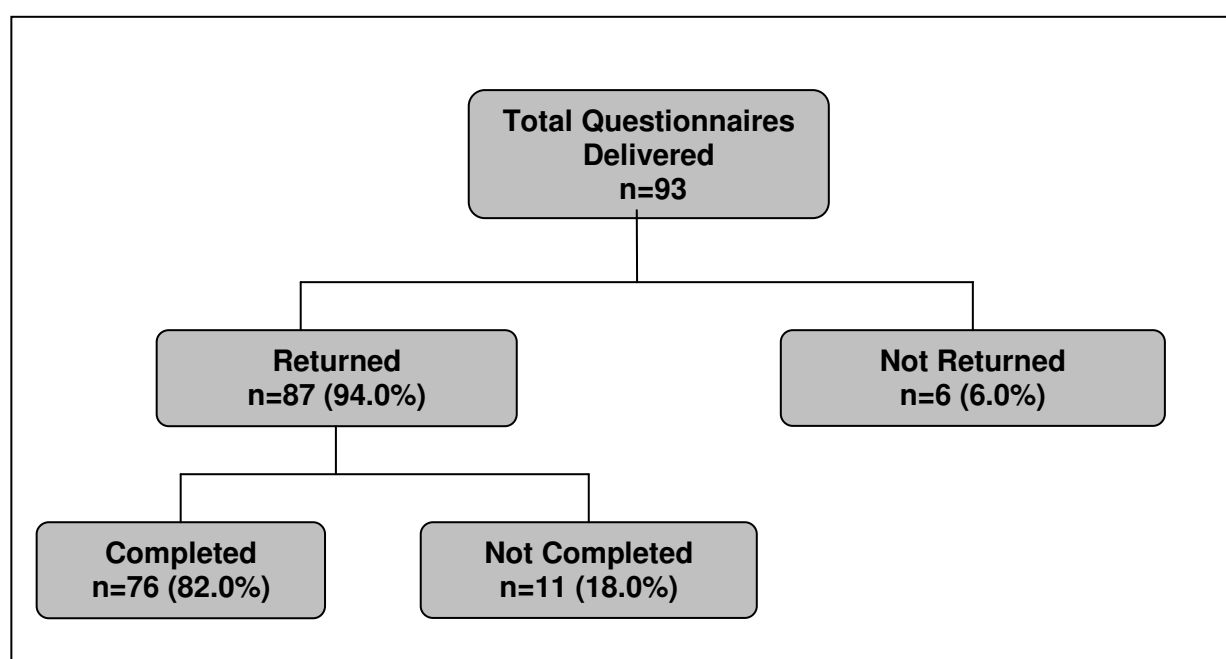 Total Questionnaires
Delivered
n=93
Returned
n=87 (94.0%)
Not Returned
n=6 (6.0%)
Completed
n=76 (82.0%)
Not Completed
n=11 (18.0%)